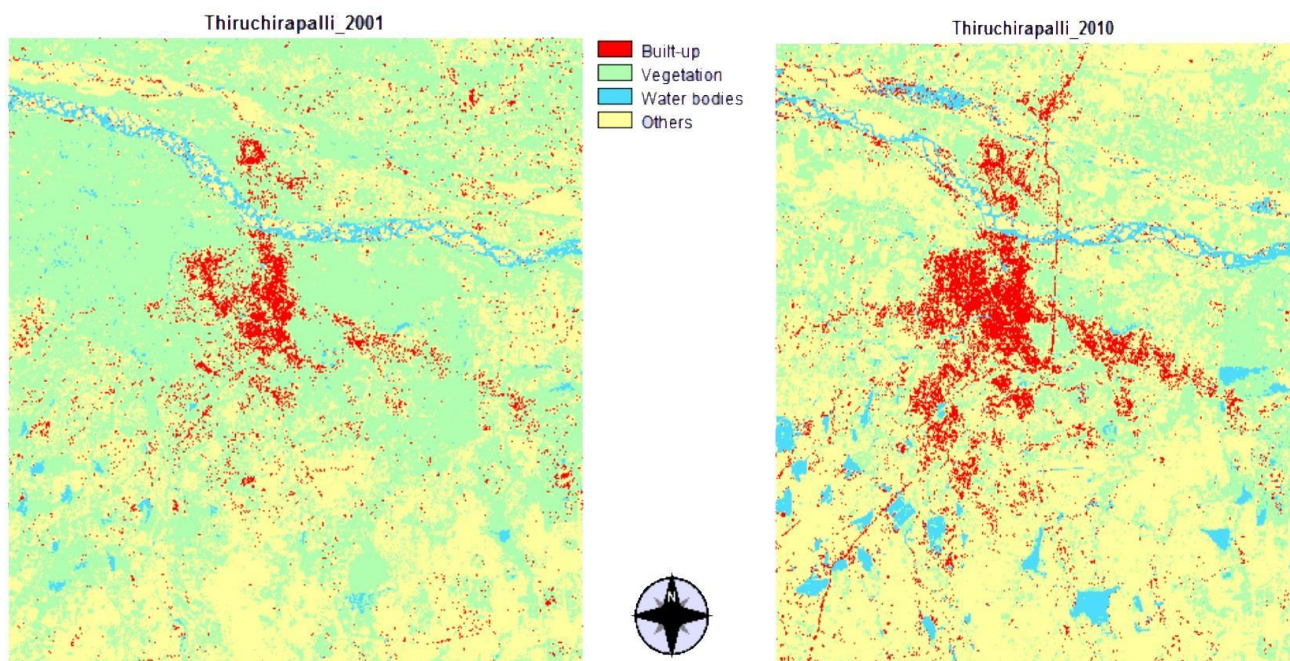 Thiruchirapalli_2001
Thiruchirapalli_2010
Built-up
Vegetation
Water bodies
Others
N